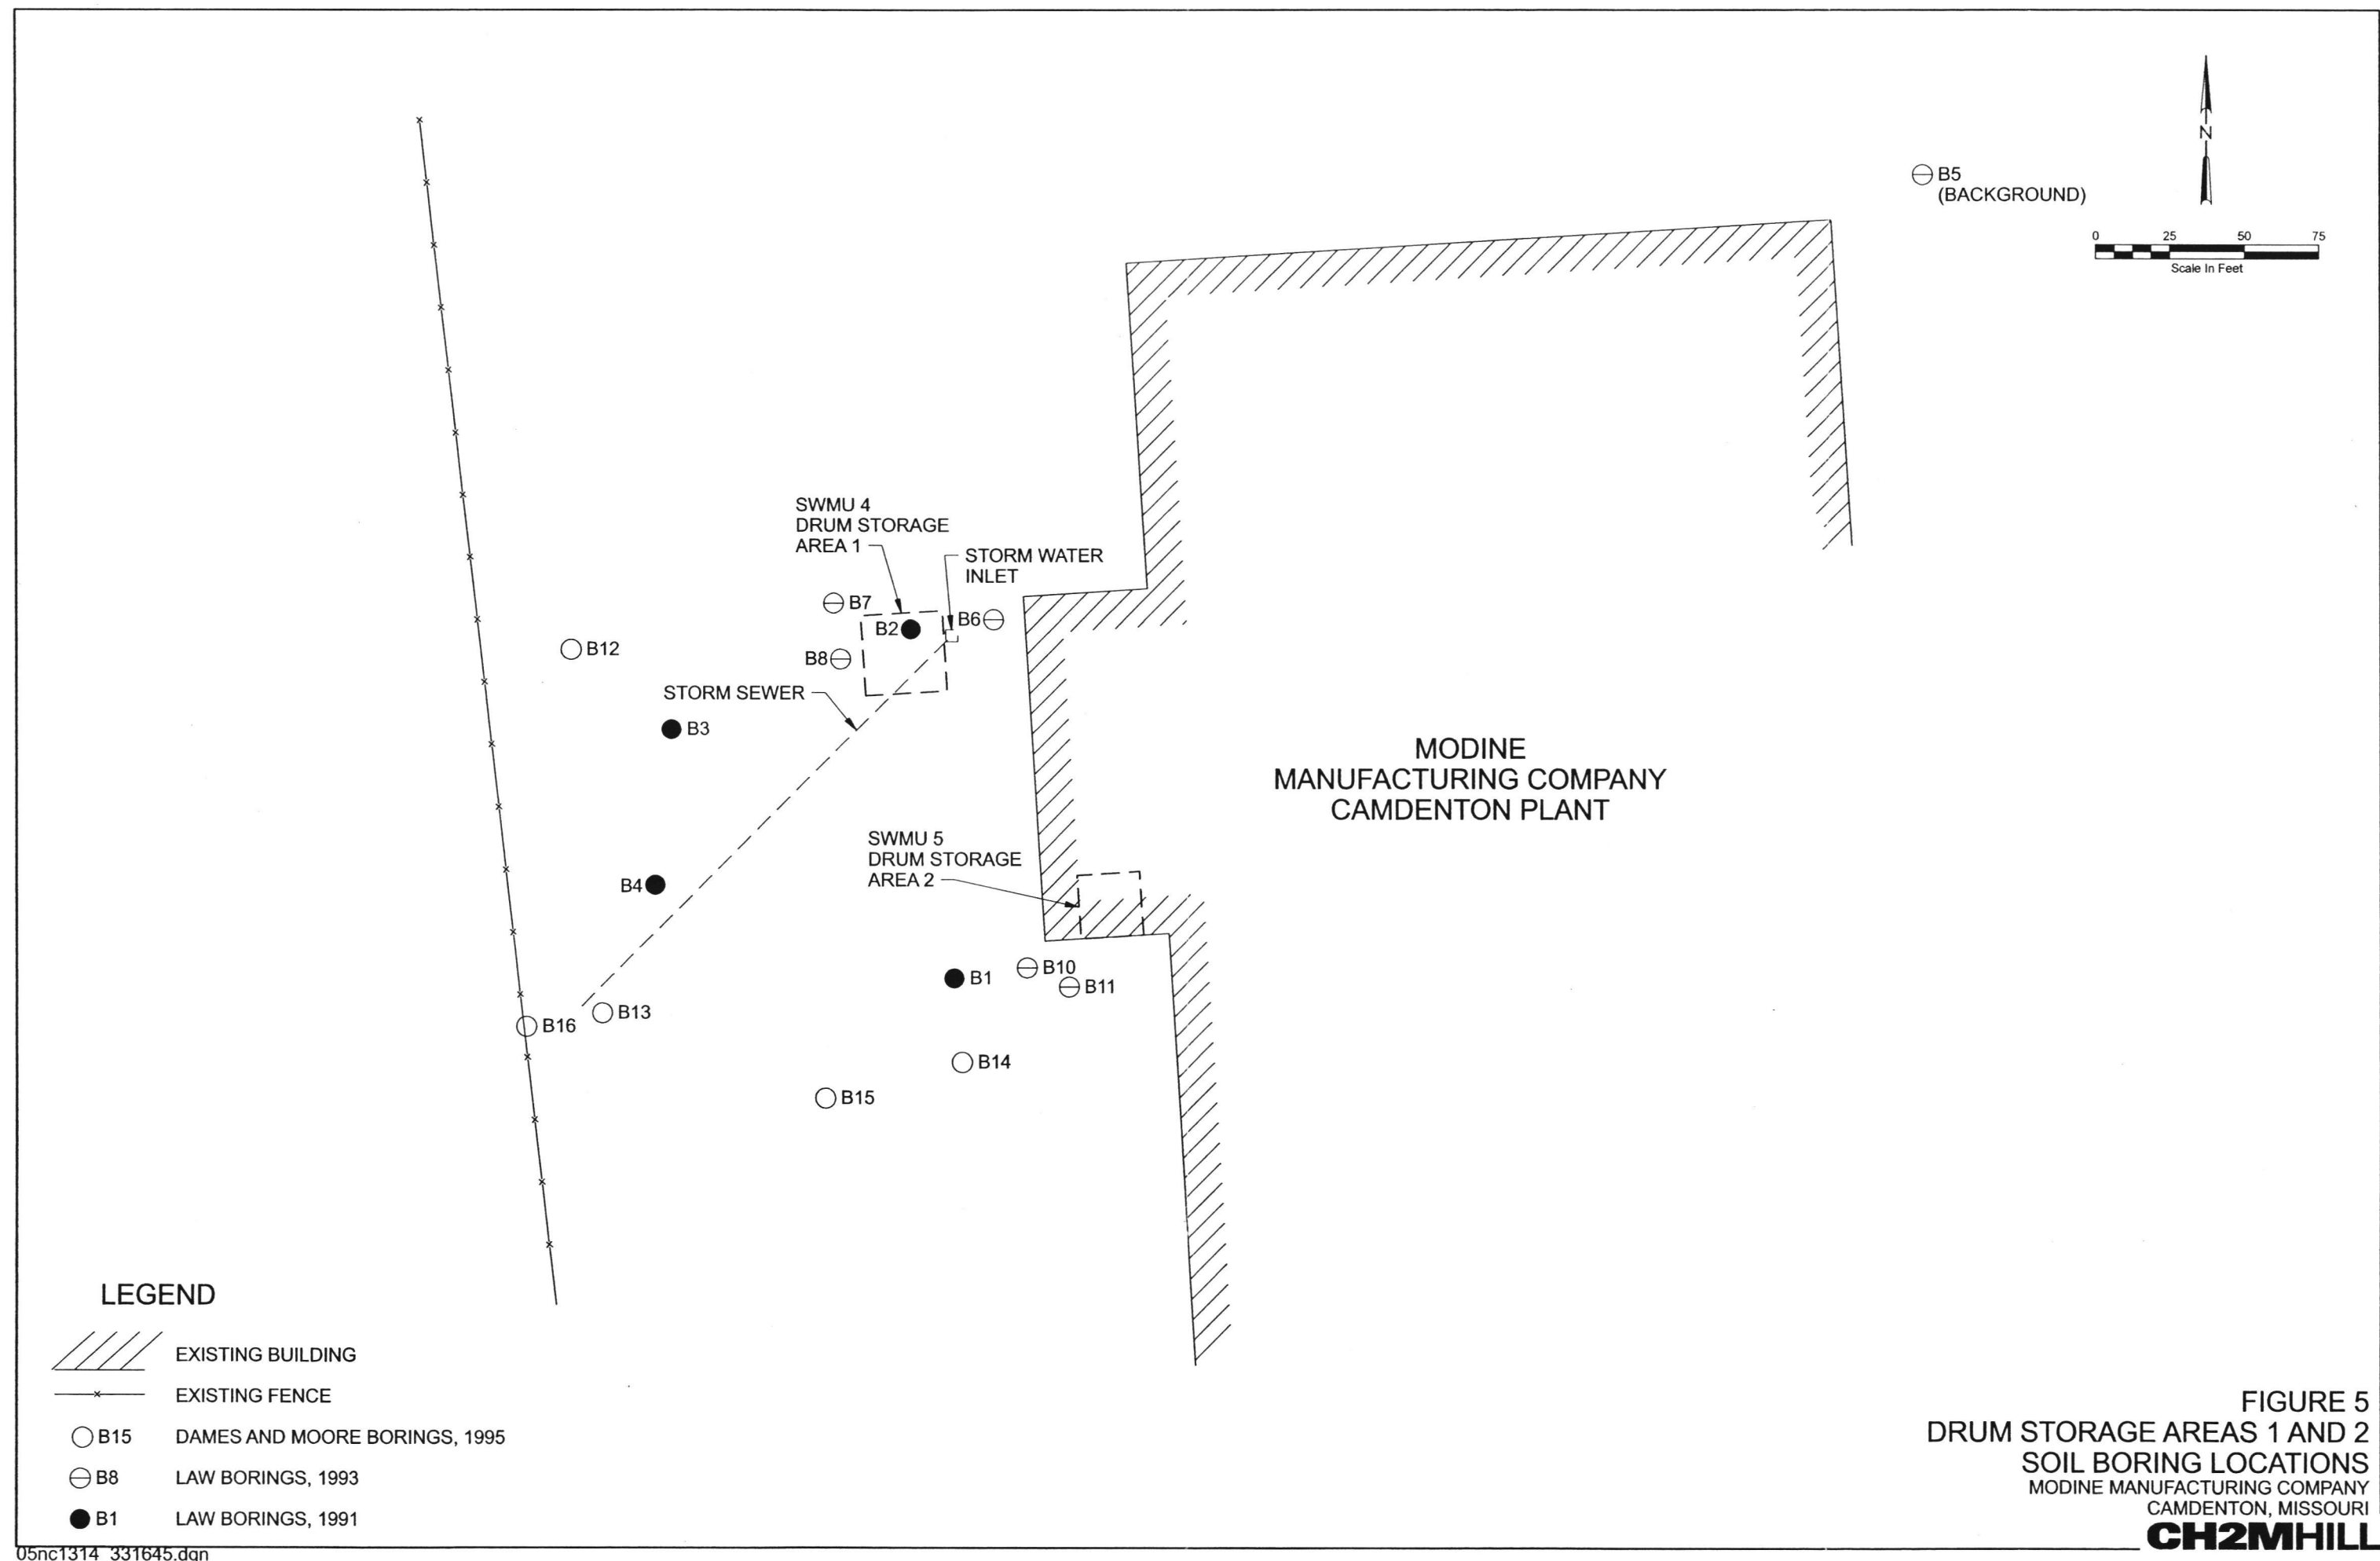 N
B5
(BACKGROUND)
0 25 50 75
Scale In Feet
SWMU 4
DRUM STORAGE
AREA 1
STORM WATER
INLET
B7
B2
B6
B12
B8
STORM SEWER
B3
MODINE
MANUFACTURING COMPANY
CAMDENTON PLANT
SWMU 5
DRUM STORAGE
AREA 2
B4
B1
B10
B11
B13
B16
B14
B15
LEGEND
EXISTING BUILDING
EXISTING FENCE
B15 DAMES AND MOORE BORINGS, 1995
B8 LAW BORINGS, 1993
B1 LAW BORINGS, 1991
FIGURE 5
DRUM STORAGE AREAS 1 AND 2
SOIL BORING LOCATIONS
MODINE MANUFACTURING COMPANY
CAMDENTON, MISSOURI
CH2MHILL
05nc1314_331645.dgn